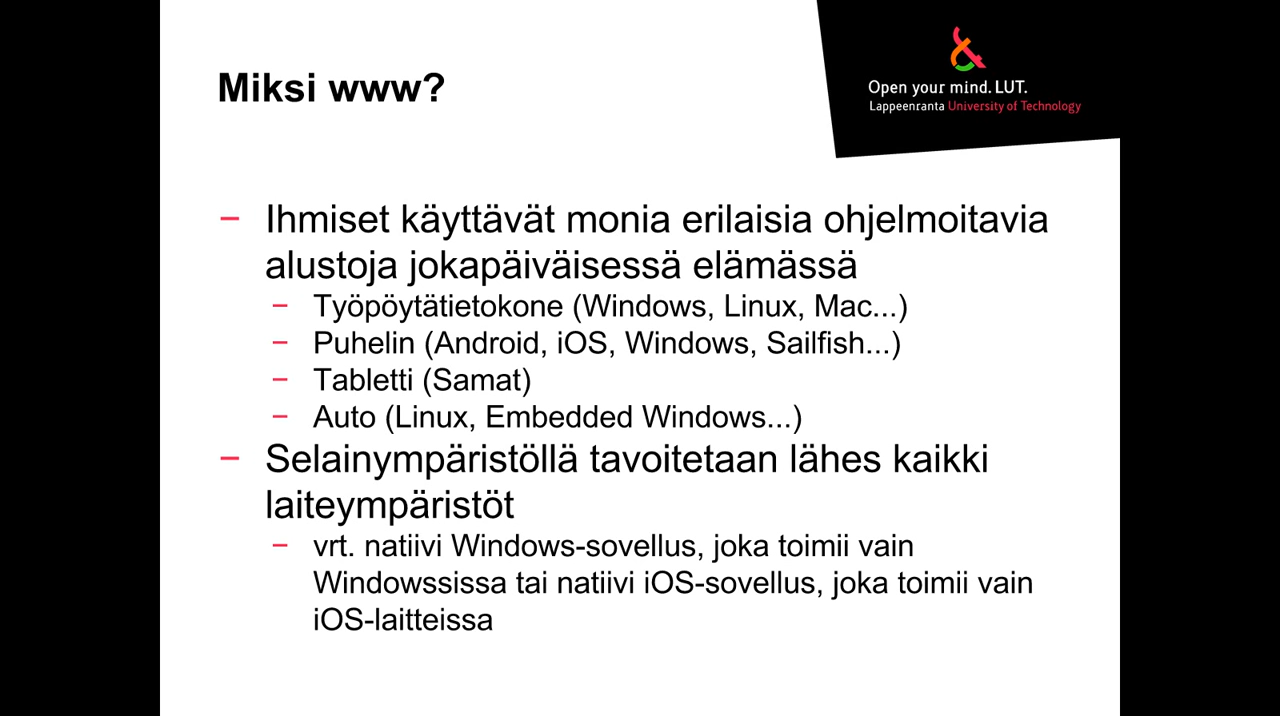 Miksi www?
Open your mind. LUT.
Lappeenranta University of Technology
– Ihmiset käyttävät monia erilaisia ohjelmoitavia
alustoja jokapäiväisessä elämässä
– Työpöytätietokone (Windows, Linux, Mac...)
– Puhelin (Android, iOS, Windows, Sailfish...)
– Tabletti (Samat)
– Auto (Linux, Embedded Windows...)
– Selainympäristöllä tavoitetaan lähes kaikki
laiteympäristöt
– vrt. natiivi Windows-sovellus, joka toimii vain
Windowssissa tai natiivi iOS-sovellus, joka toimii vain
iOS-laitteissa